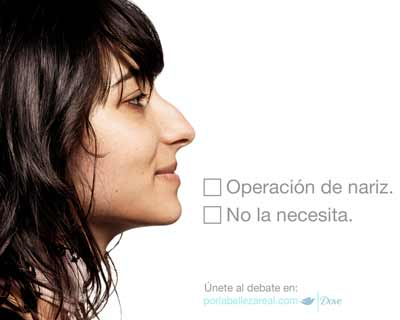 Operación de nariz.
No la necesita.
Únete al debate en:
porlabellezareal.com Dove